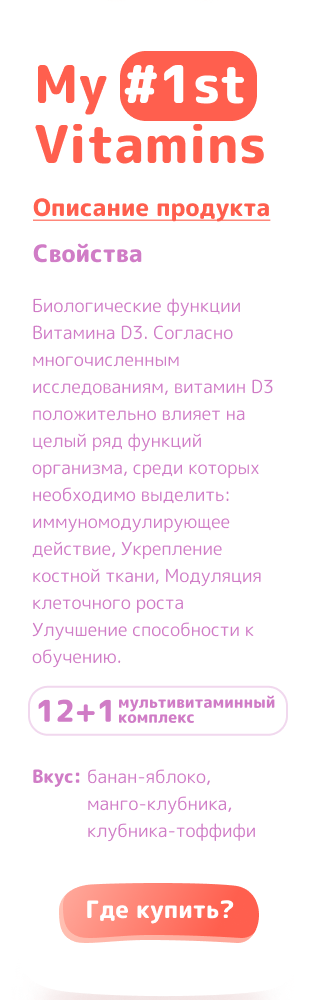 My #1st
Vitamins
Описание продукта
Свойства
Биологические функции
Витамина D3. Согласно
многочисленным
исследованиям, витамин D3
положительно влияет на
целый ряд функций
организма, среди которых
необходимо выделить:
иммуномодулирующее
действие, Укрепление
костной ткани, Модуляция
клеточного роста
Улучшение способности к
обучению.
12+1 мультивитаминный
комплекс
Вкус: банан-яблоко,
манго-клубника,
клубника-тоффифи
Где купить?